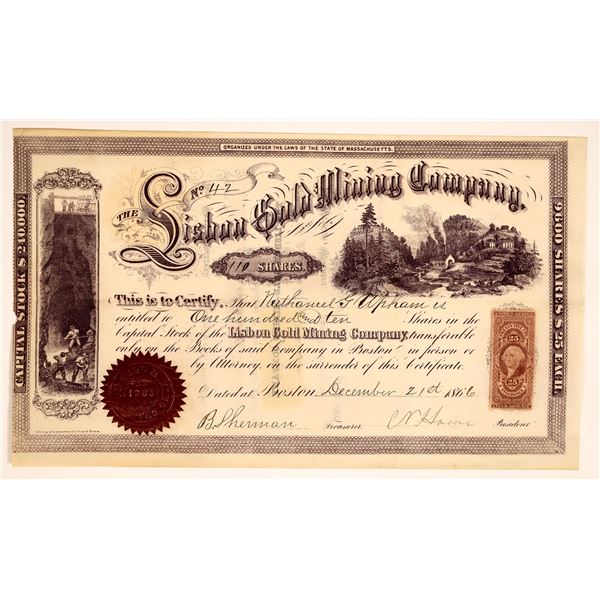 ORGANIZED UNDER THE LAWS OF THE STATE OF MASSACHUSETTS.
No 42
THE Lisbon Gold Mining Company.
110 SHARES
CAPITAL STOCK $240.000.
9600 SHARES $25 EACH.
This is to Certify, That Nathaniel G Upham is
entitled to One hundred and ten Shares in the
Capital Stock of the Lisbon Gold Mining Company, transferable
only on the Books of said Company in Boston in person or
by Attorney, on the surrender of this Certificate.
Dated at Boston, December 21st 1866
B Sherman Treasurer. President
25
25